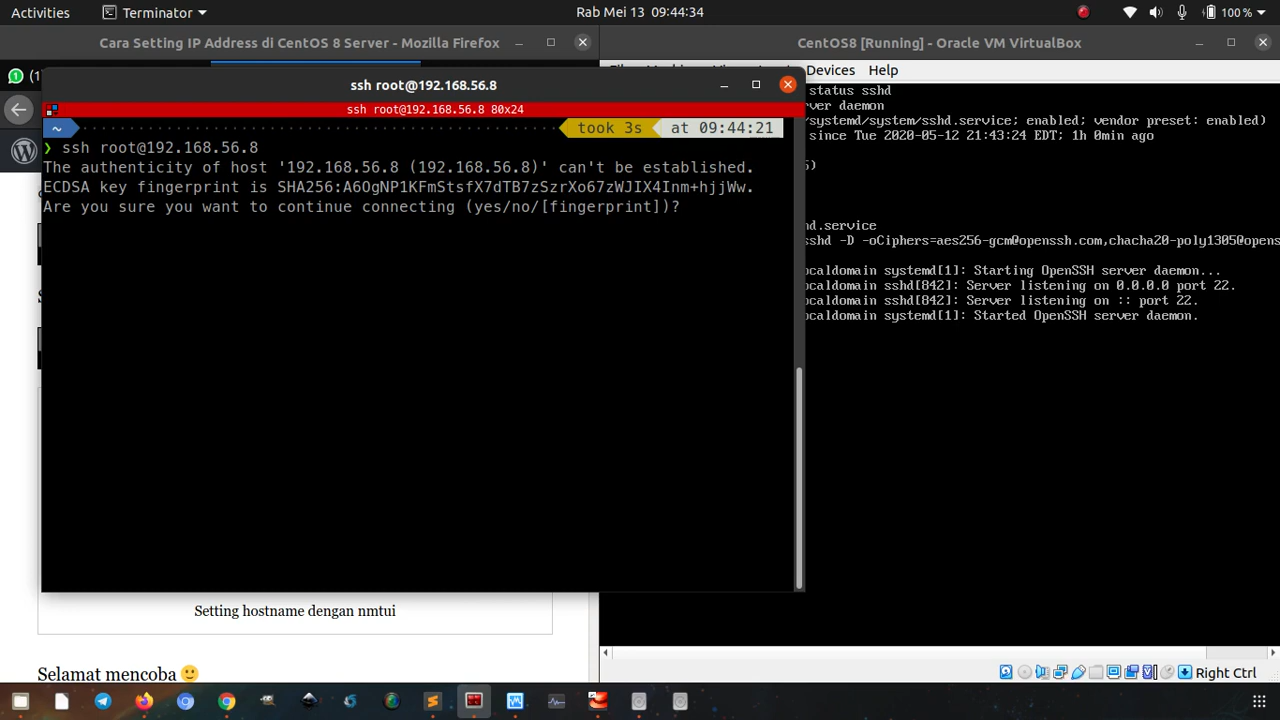 Activities
Terminator
Rab Mei 13 09:44:34
100 %
Cara Setting IP Address di CentOS 8 Server - Mozilla Firefox
CentOS8 [Running] - Oracle VM VirtualBox
Devices Help
ssh root@192.168.56.8
ssh root@192.168.56.8 80x24
~
took 3s
at 09:44:21
❯ ssh root@192.168.56.8
The authenticity of host '192.168.56.8 (192.168.56.8)' can't be established.
ECDSA key fingerprint is SHA256:A6OgNP1KFmStsfX7dTB7zSzrXo67zWJIX4Inm+hjjWw.
Are you sure you want to continue connecting (yes/no/[fingerprint])?
status sshd
ver daemon
/systemd/system/sshd.service; enabled; vendor preset: enabled)
since Tue 2020-05-12 21:43:24 EDT; 1h 0min ago
hd.service
sshd -D -oCiphers=aes256-gcm@openssh.com,chacha20-poly1305@opens
ocaldomain systemd[1]: Starting OpenSSH server daemon...
ocaldomain sshd[842]: Server listening on 0.0.0.0 port 22.
ocaldomain sshd[842]: Server listening on :: port 22.
ocaldomain systemd[1]: Started OpenSSH server daemon.
Setting hostname dengan nmtui
Selamat mencoba 🙂
Right Ctrl